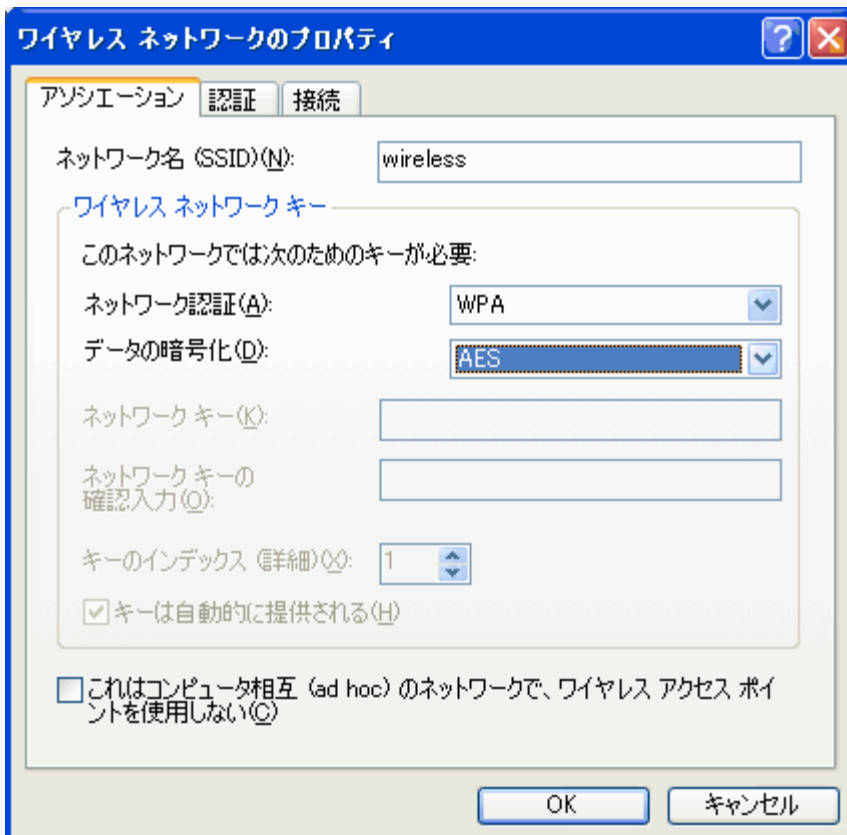 ワイヤレス ネットワークのプロパティ
アソシエーション 認証 接続
ネットワーク名 (SSID)(N): wireless
ワイヤレス ネットワーク キー
このネットワークでは次のためのキーが必要:
ネットワーク認証(A): WPA
データの暗号化(D): AES
ネットワーク キー(K):
ネットワーク キーの
確認入力(O):
キーのインデックス (詳細)(X): 1
キーは自動的に提供される(H)
これはコンピュータ相互 (ad hoc) のネットワークで、ワイヤレス アクセス ポイ
ントを使用しない(C)
OK キャンセル